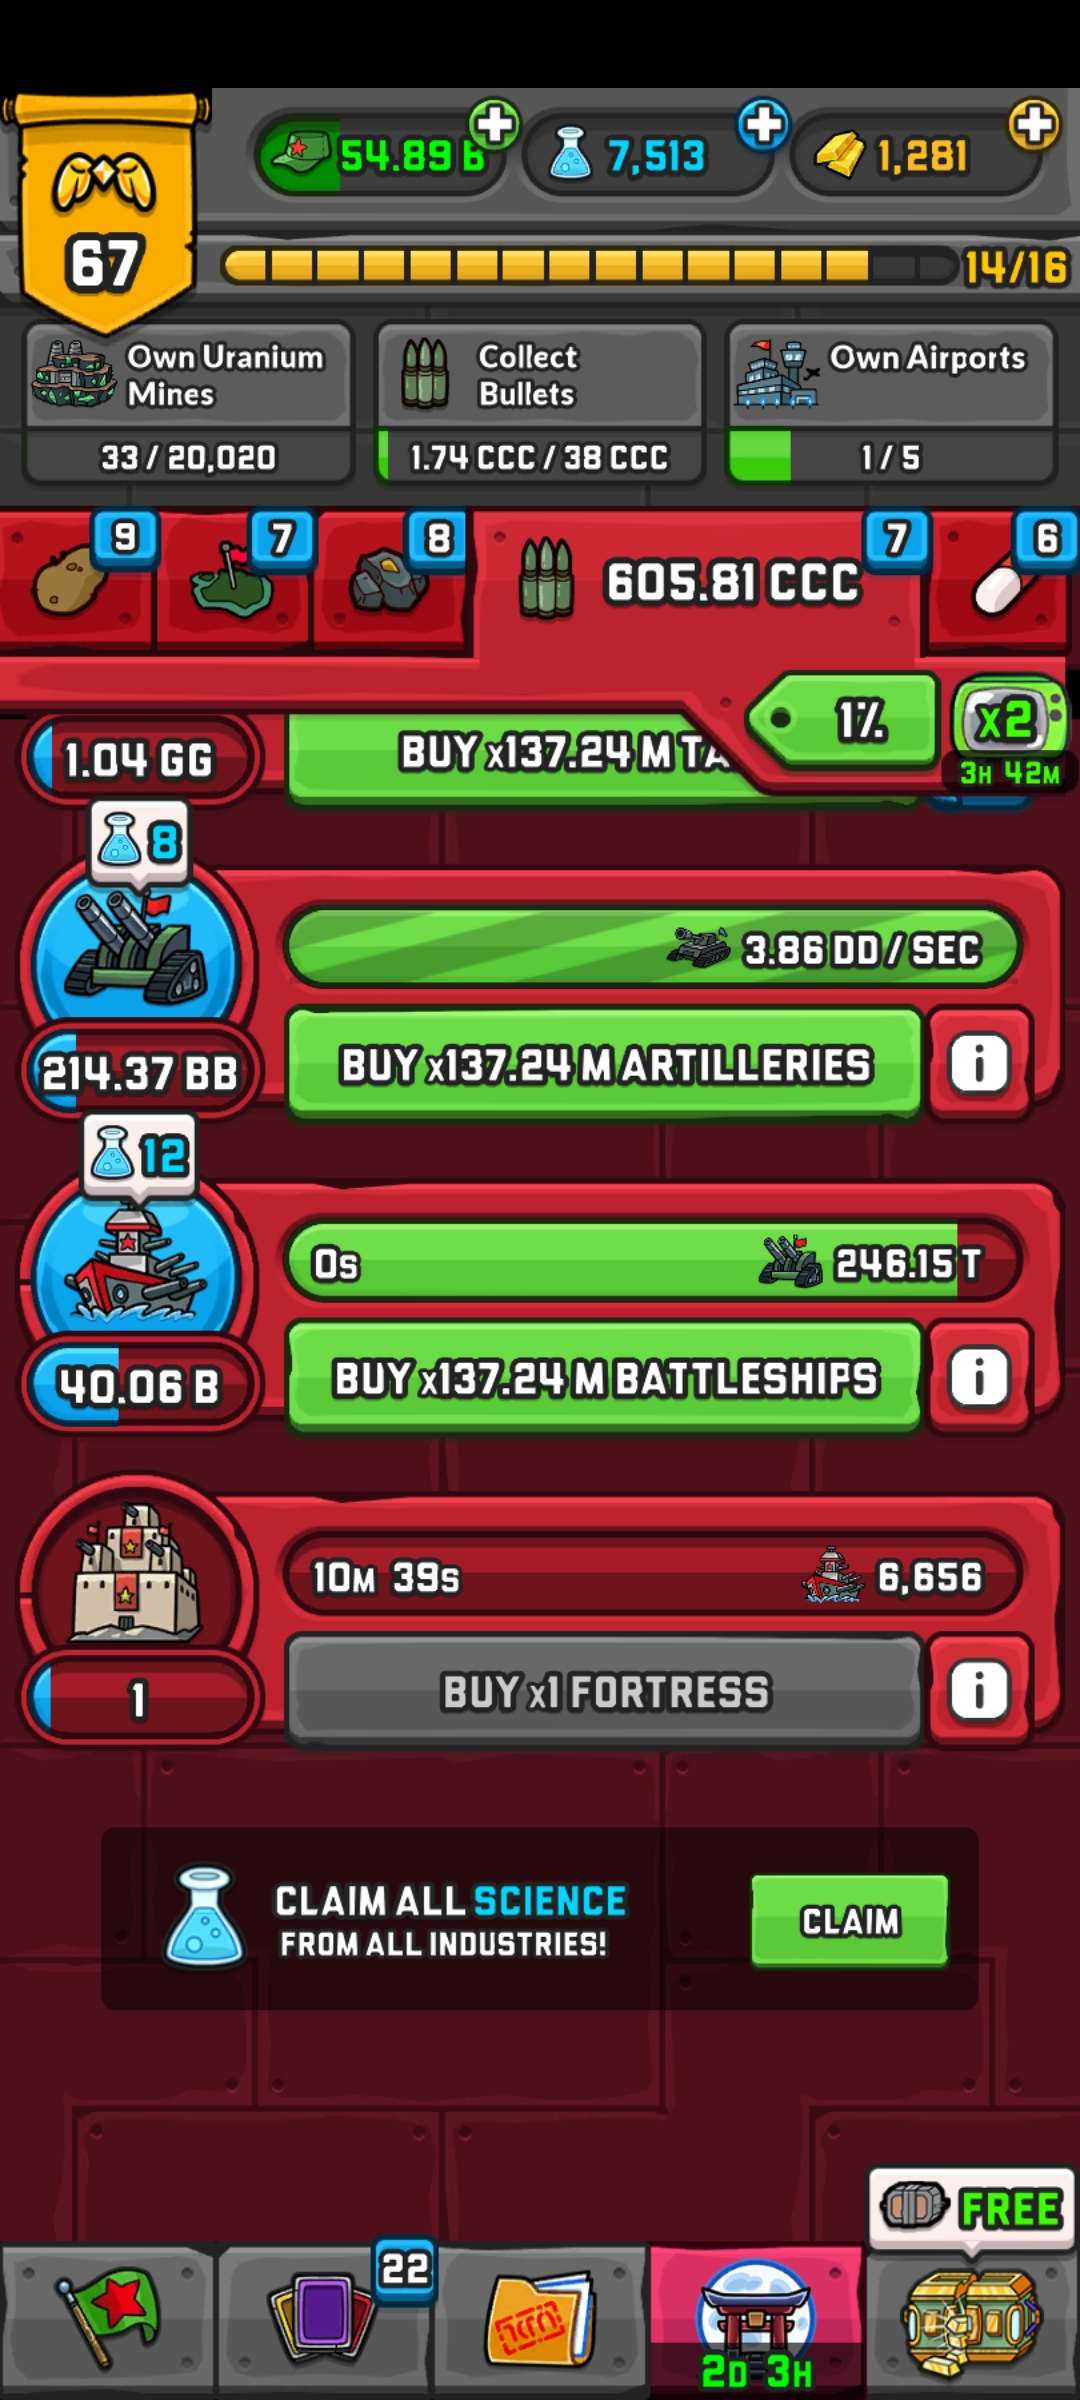 54.89 B
7,513
1,281
67
14/16
Own Uranium
Mines
33 / 20,020
Collect
Bullets
1.74 CCC / 38 CCC
Own Airports
1 / 5
9
7
8
605.81 CCC
7
6
1%
x2
3H 42M
1.04 GG
BUY x137.24 M
8
3.86 DD / SEC
214.37 BB
BUY x137.24 M ARTILLERIES
i
12
0s
246.15 T
40.06 B
BUY x137.24 M BATTLESHIPS
i
10M 39s
6,656
1
BUY x1 FORTRESS
i
CLAIM ALL SCIENCE
FROM ALL INDUSTRIES!
CLAIM
FREE
22
2D 3H